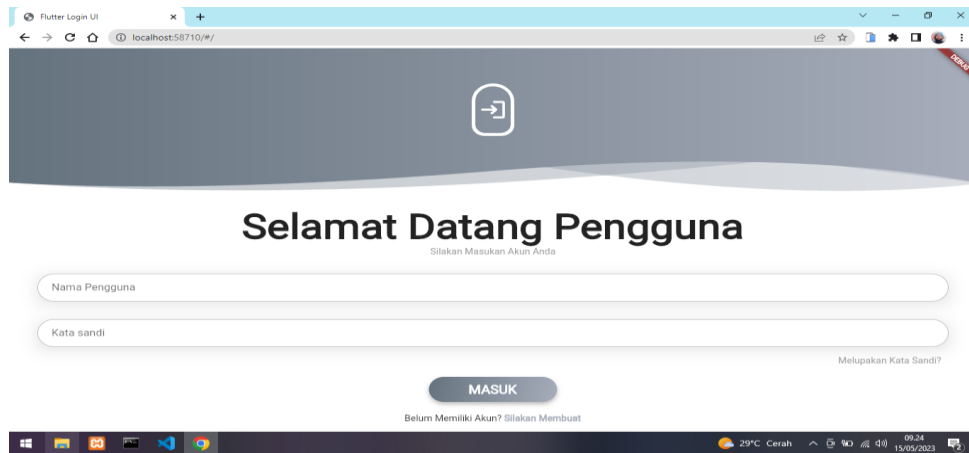 Flutter Login UI
localhost:58710/#/
DEBUG
Selamat Datang Pengguna
Silakan Masukan Akun Anda
Nama Pengguna
Kata sandi
Melupakan Kata Sandi?
MASUK
Belum Memiliki Akun? Silakan Membuat
29°C Cerah
09.24
15/05/2023
2